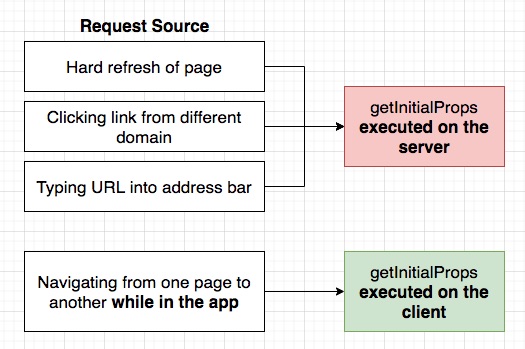 Request Source
Hard refresh of page
Clicking link from different
domain
Typing URL into address bar
getInitialProps
executed on the
server
Navigating from one page to
another while in the app
getInitialProps
executed on the
client